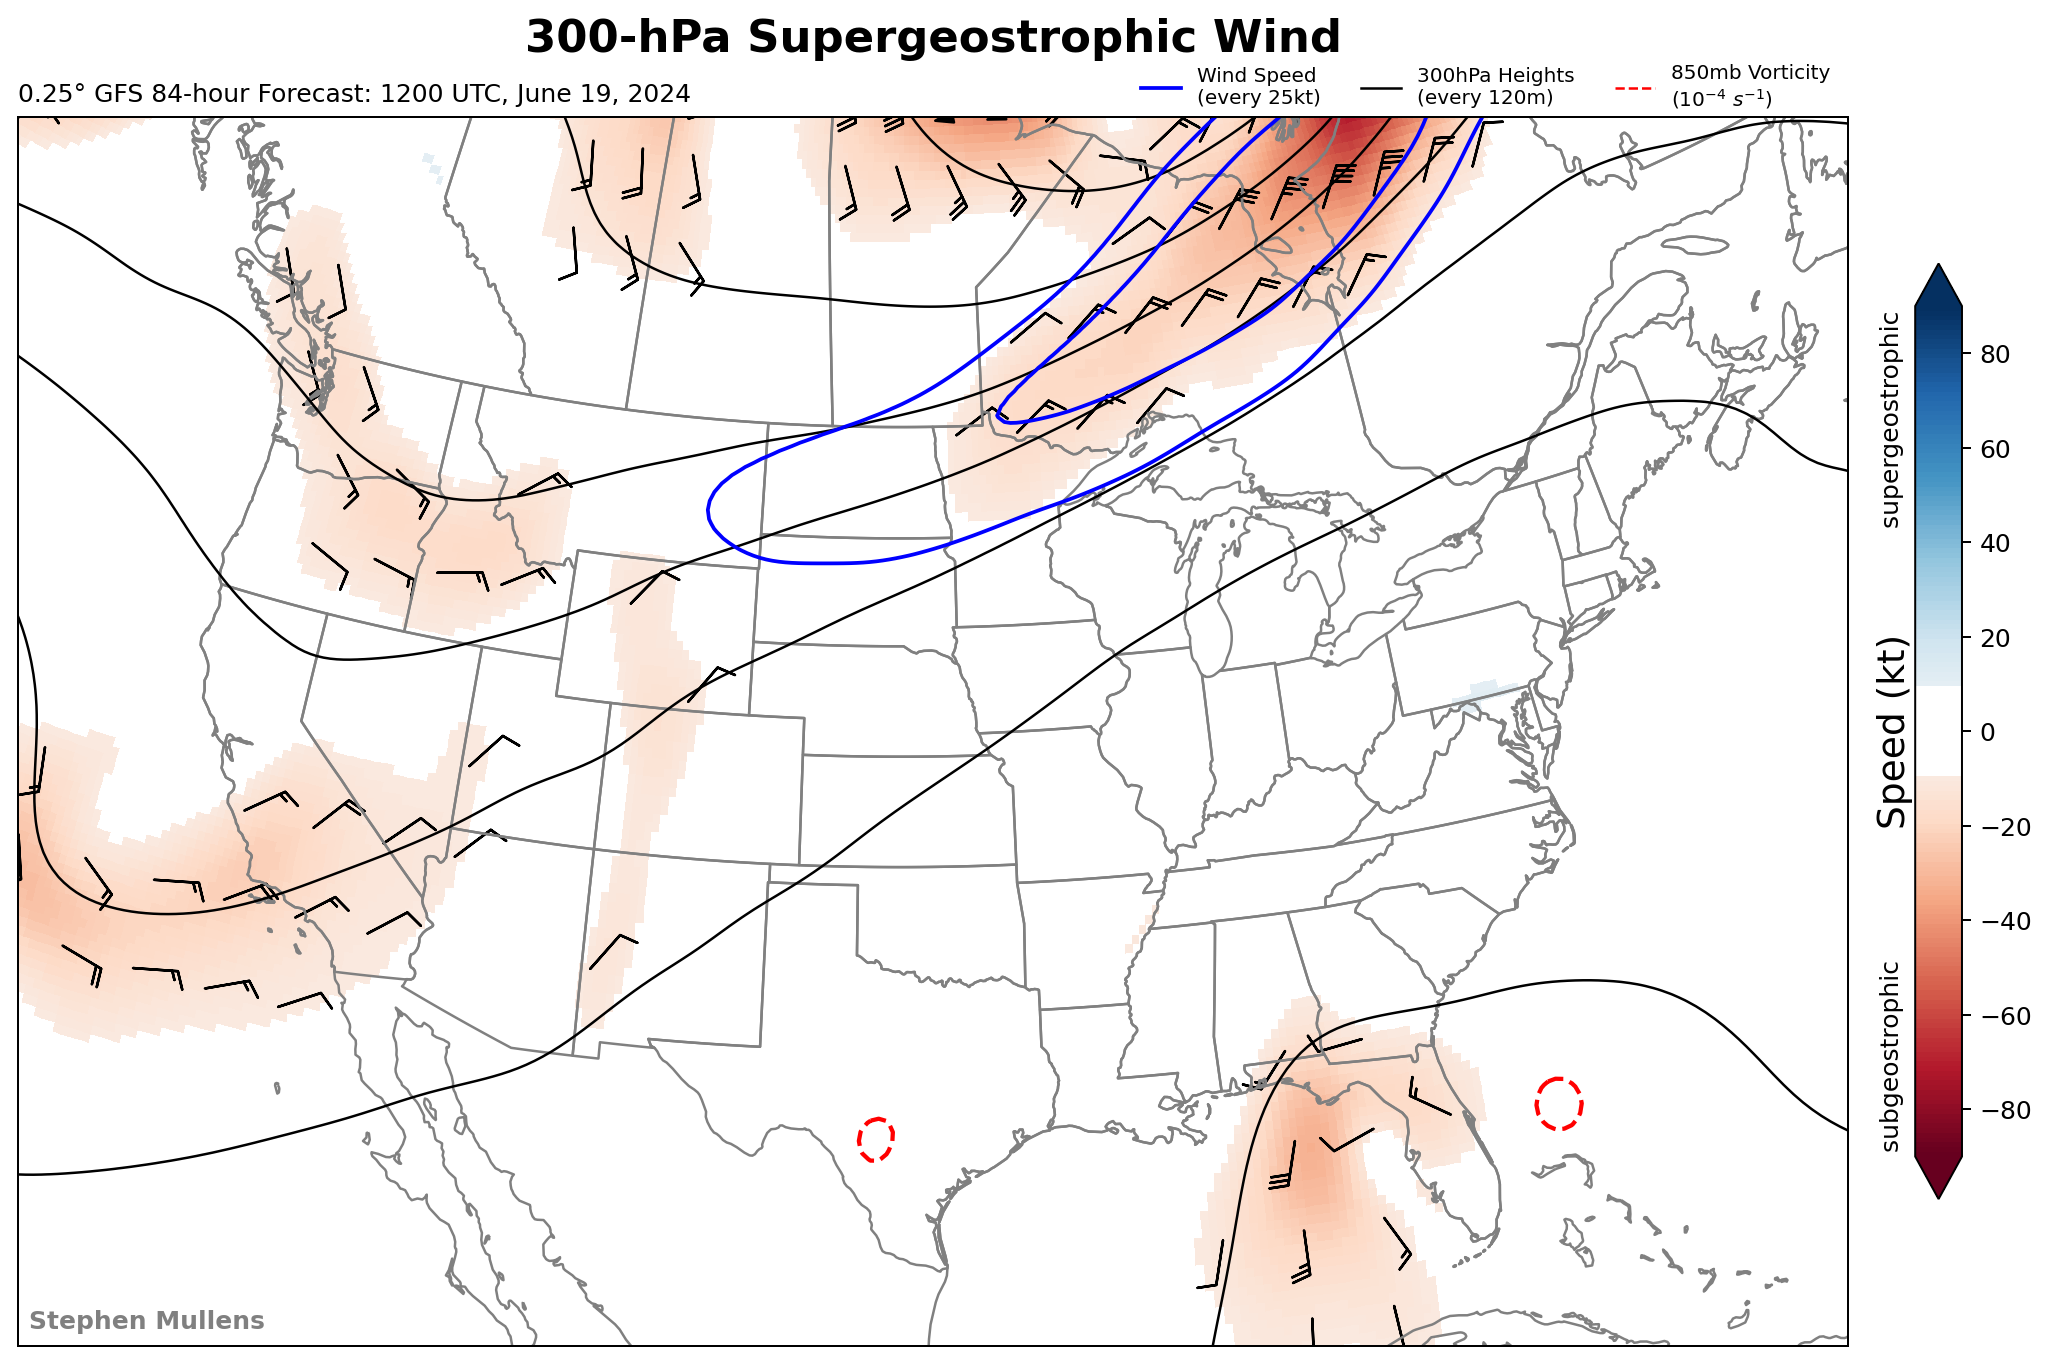 300-hPa Supergeostrophic Wind
0.25° GFS 84-hour Forecast: 1200 UTC, June 19, 2024
Wind Speed
(every 25kt)
300hPa Heights
(every 120m)
850mb Vorticity
(10⁻⁴ s⁻¹)
supergeostrophic
Speed (kt)
subgeostrophic
80
60
40
20
0
−20
−40
−60
−80
Stephen Mullens